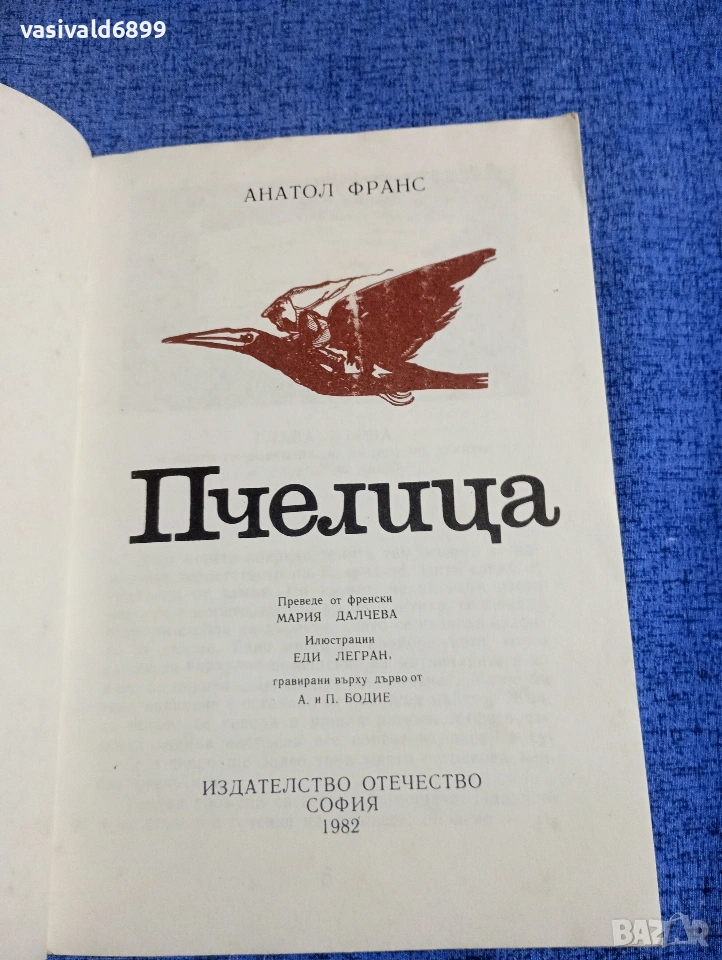 vasivald6899
АНАТОЛ ФРАНС
Пчелица
Преведе от френски
МАРИЯ ДАЛЧЕВА
Илюстрации
ЕДИ ЛЕГРАН,
гравирани върху дърво от
А. и П. БОДИЕ
ИЗДАТЕЛСТВО ОТЕЧЕСТВО
СОФИЯ
1982
BAZAR